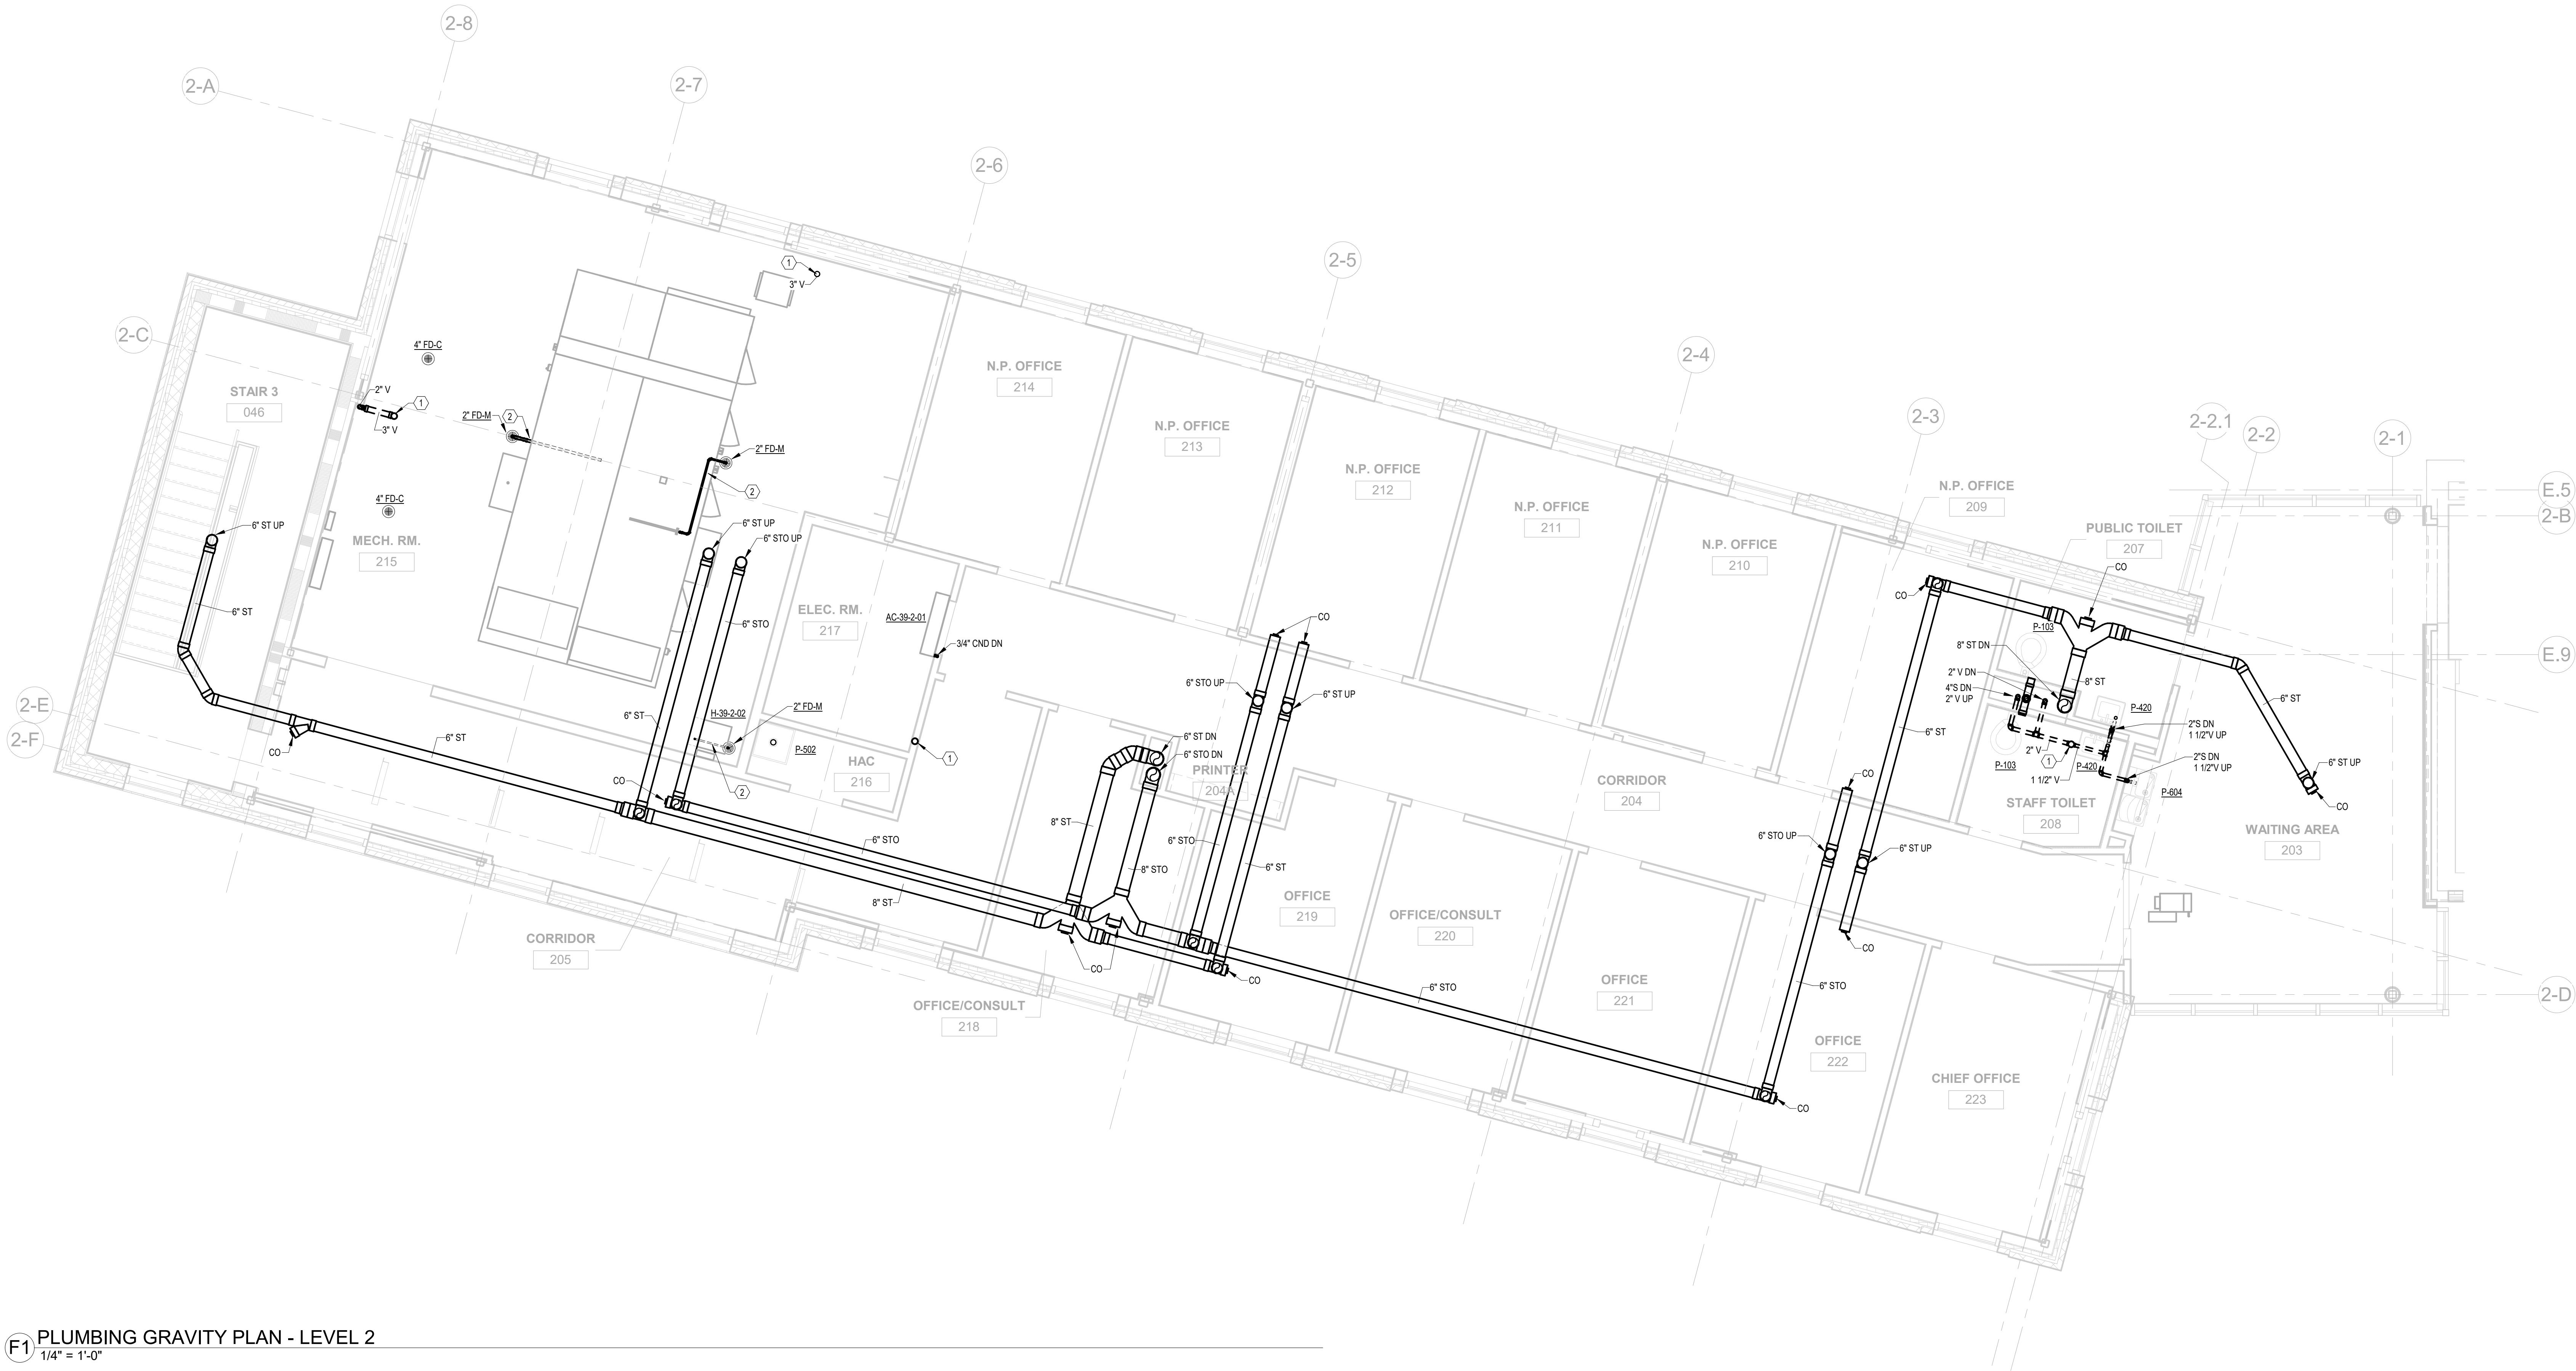 2-8
2-A
2-7
2-6
2-5
2-4
2-3
2-2.1
2-2
2-1
2-C
E.5
2-B
E.9
2-E
2-F
2-D
1
3" V
4" FD-C
STAIR 3
046
2" V
1
3" V
2" FD-M
2
2" FD-M
2
4" FD-C
6" ST UP
MECH. RM.
215
6" ST UP
6" STO UP
6" ST
6" STO
N.P. OFFICE
214
N.P. OFFICE
213
N.P. OFFICE
212
N.P. OFFICE
211
N.P. OFFICE
210
N.P. OFFICE
209
PUBLIC TOILET
207
CO
CO
P-103
ELEC. RM.
217
AC-39-2-01
3/4" CND DN
CO
8" ST DN
2" V DN
4"S DN
2" V UP
8" ST
6" ST
P-420
2"S DN
1 1/2"V UP
2"S DN
1 1/2"V UP
2" V
1
P-103
P-420
1 1/2" V
P-604
6" STO UP
6" ST UP
H-39-2-02
2" FD-M
6" ST
P-502
HAC
216
1
2
CO
6" ST
CO
6" ST DN
6" STO DN
PRINTER
204A
CORRIDOR
204
6" ST
CO
6" ST UP
CO
STAFF TOILET
208
WAITING AREA
203
6" STO
8" ST
6" STO
6" STO UP
6" ST UP
8" STO
6" ST
8" ST
OFFICE
219
OFFICE/CONSULT
220
CORRIDOR
205
CO
CO
CO
6" STO
OFFICE
221
6" STO
OFFICE/CONSULT
218
OFFICE
222
CHIEF OFFICE
223
CO
F1
PLUMBING GRAVITY PLAN - LEVEL 2
1/4" = 1'-0"